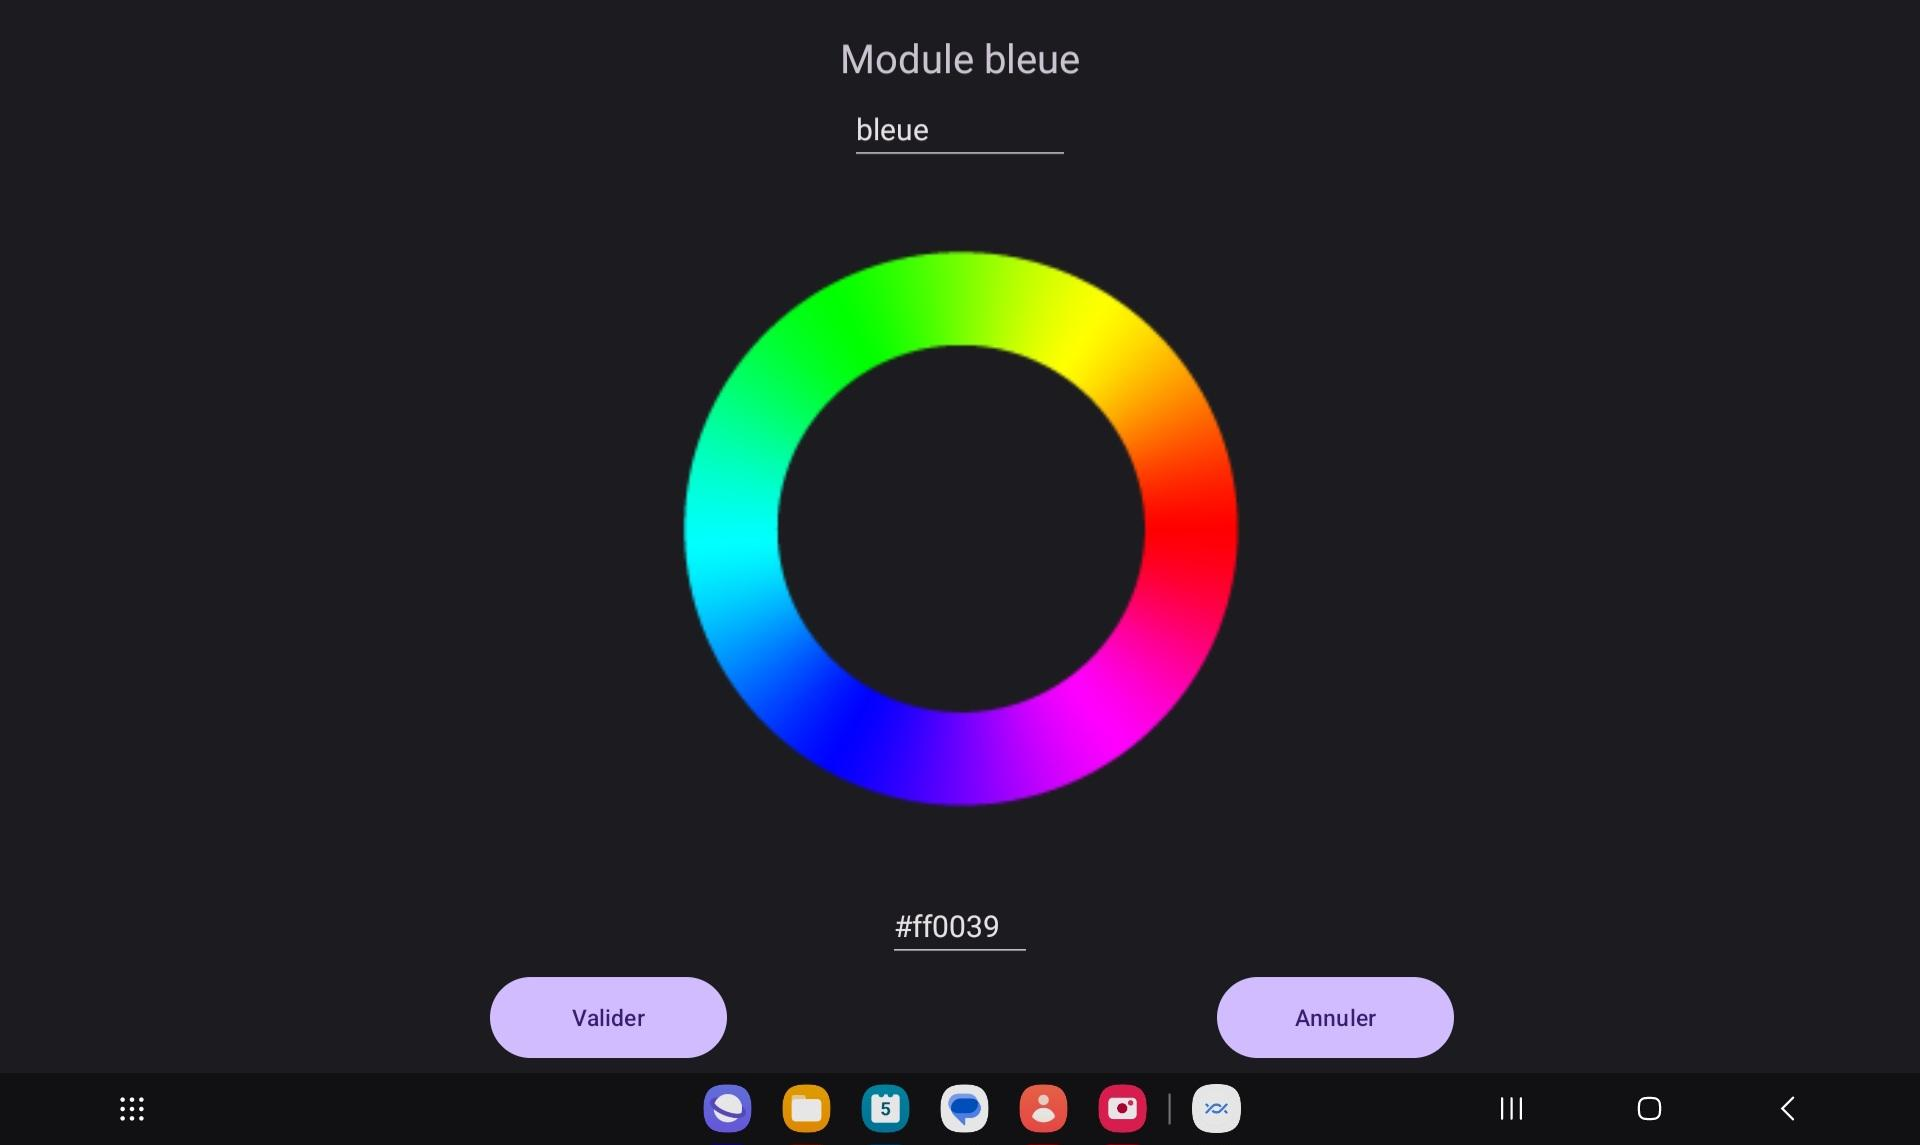 Module bleue
bleue
#ff0039
Valider
Annuler
5